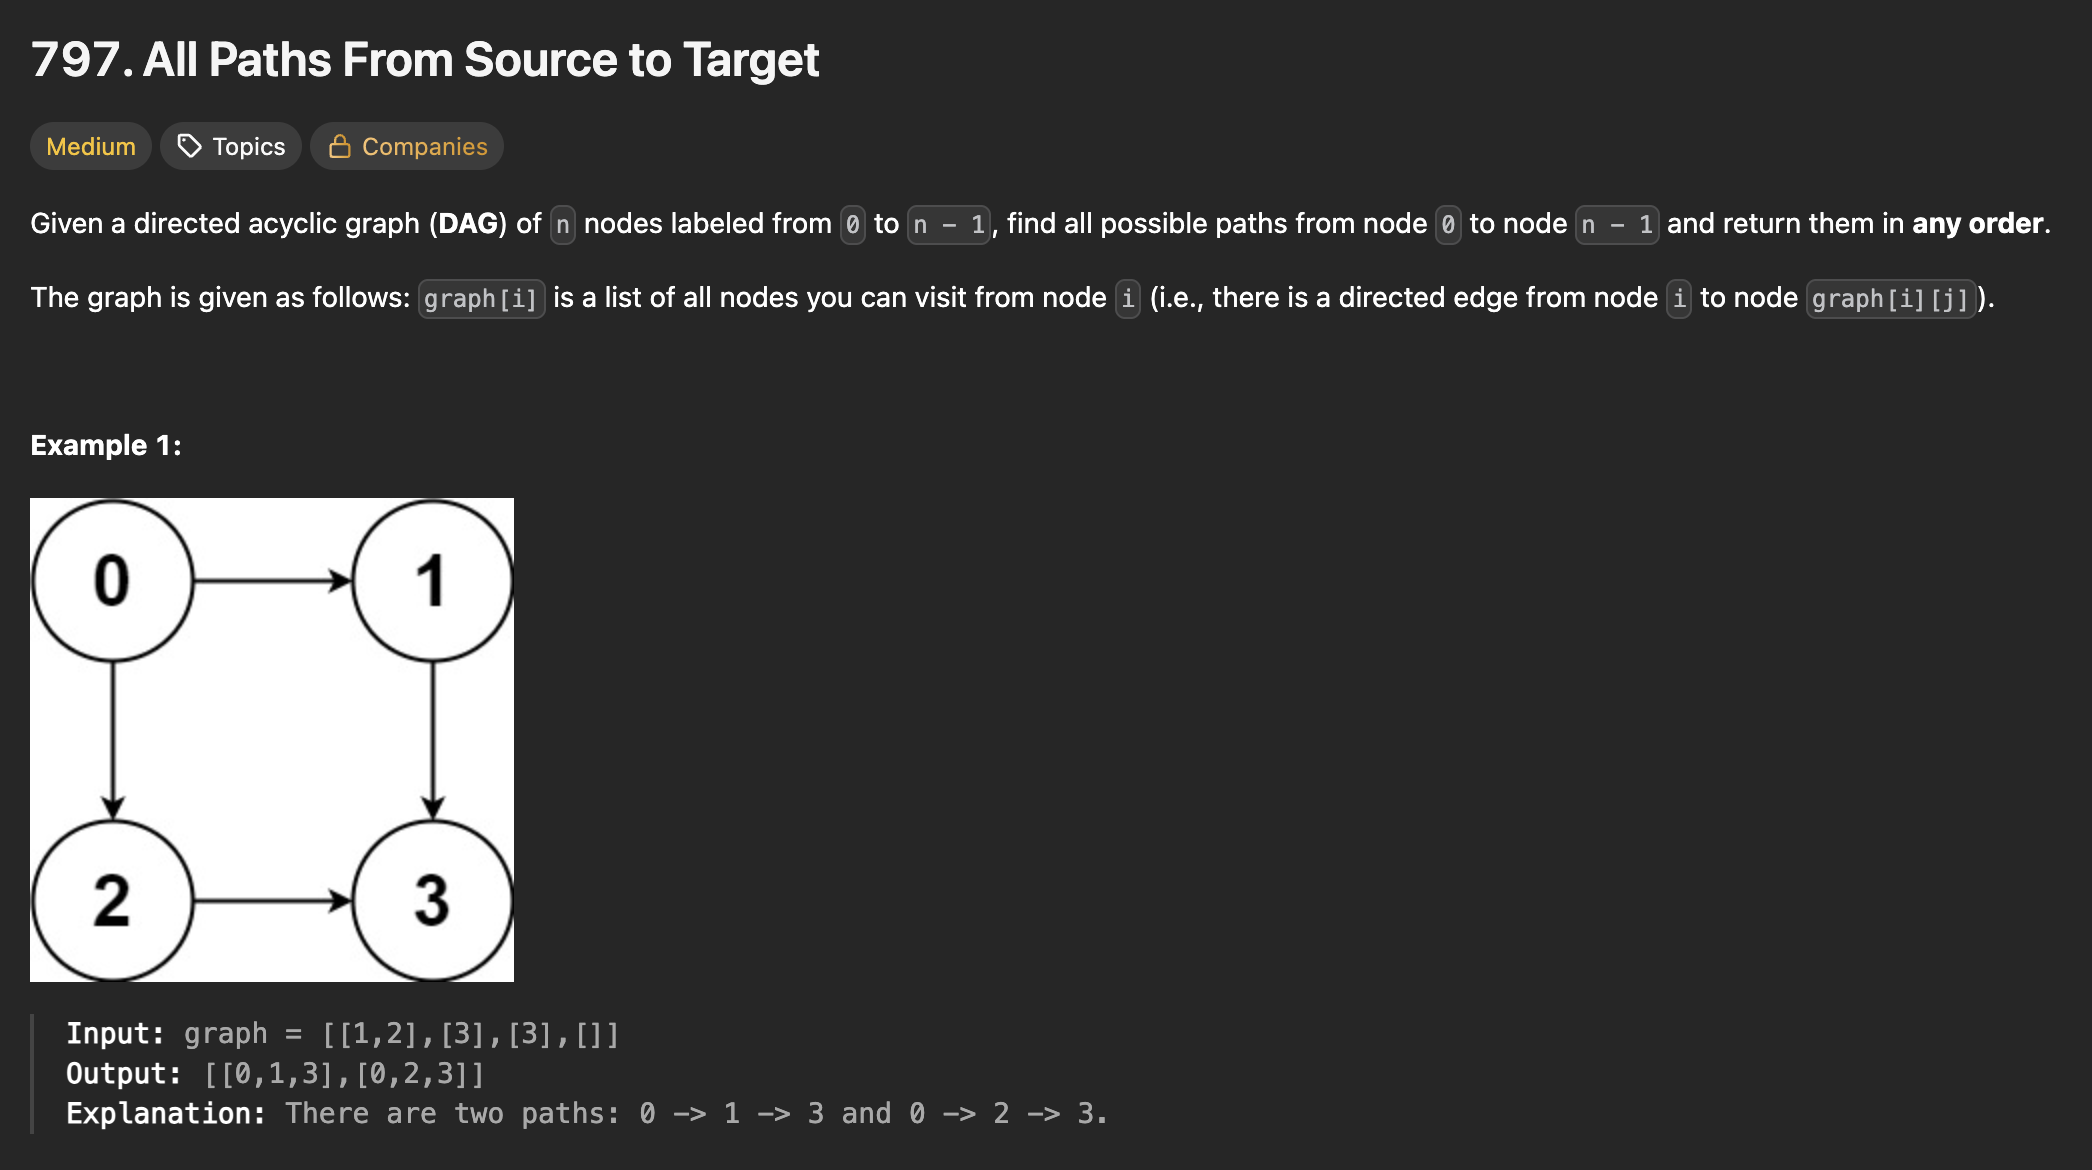 797. All Paths From Source to Target
Medium Topics Companies
Given a directed acyclic graph (DAG) of n nodes labeled from 0 to n - 1, find all possible paths from node 0 to node n - 1 and return them in any order.
The graph is given as follows: graph[i] is a list of all nodes you can visit from node i (i.e., there is a directed edge from node i to node graph[i][j]).
Example 1:
0 1
2 3
Input: graph = [[1,2],[3],[3],[]]
Output: [[0,1,3],[0,2,3]]
Explanation: There are two paths: 0 -> 1 -> 3 and 0 -> 2 -> 3.